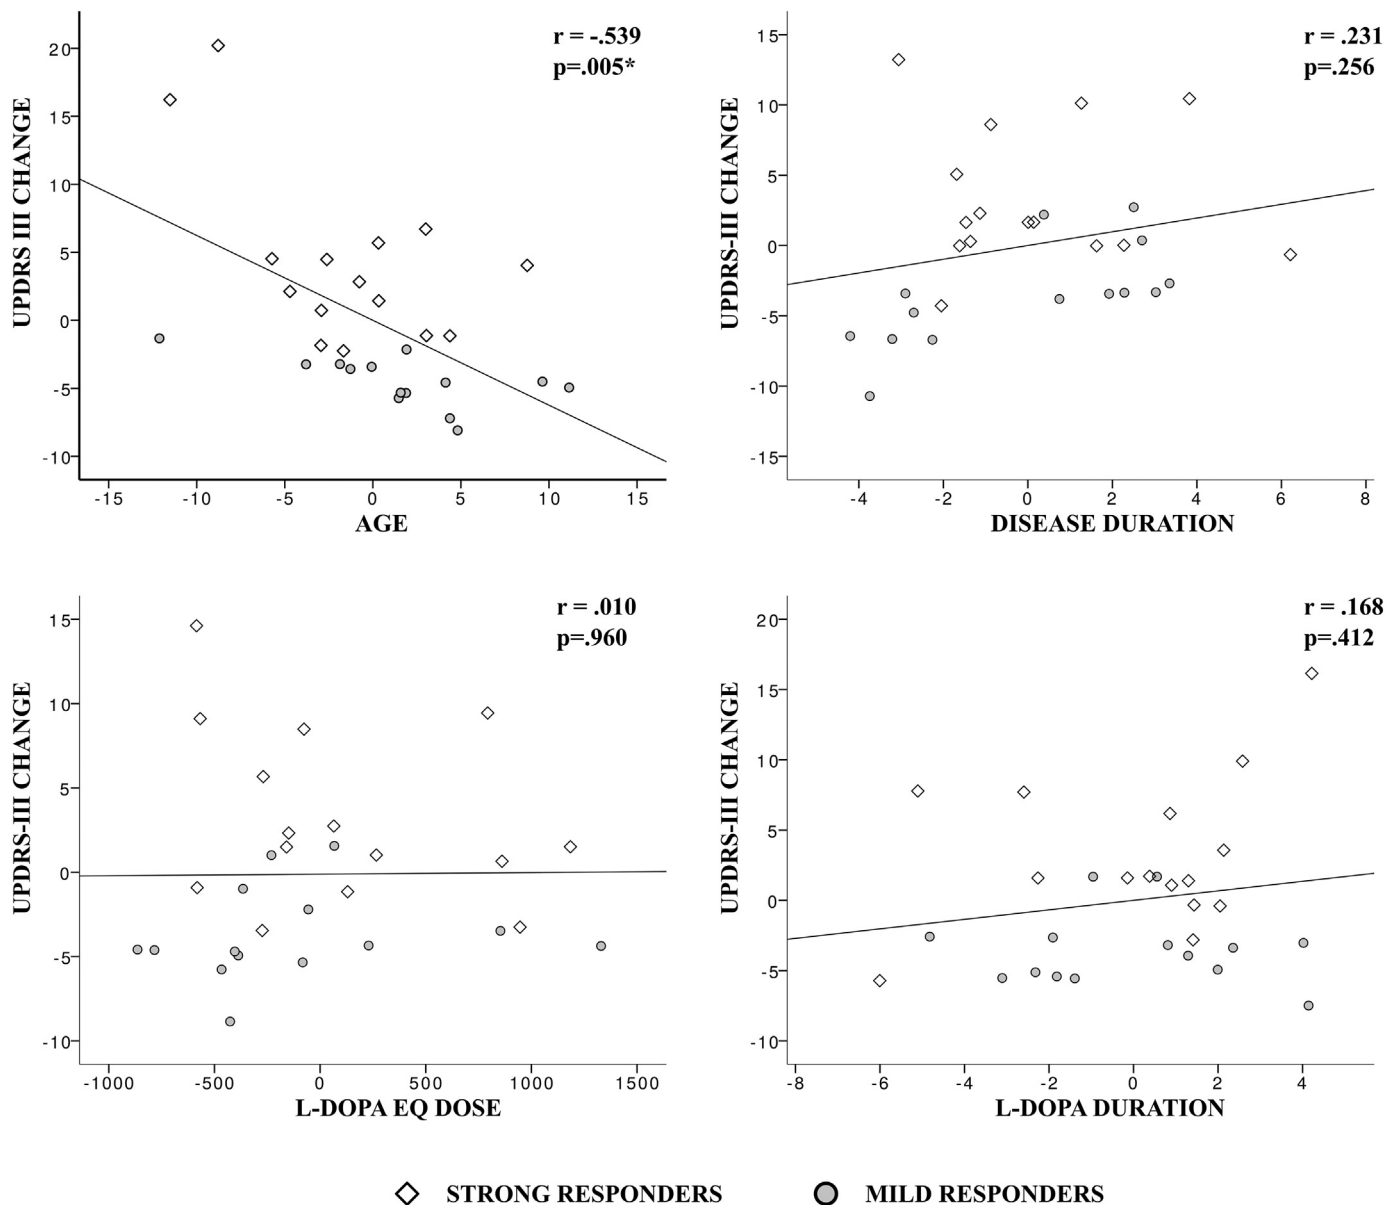 r = -.539
p=.005*
UPDRS III CHANGE
20
15
10
5
0
-5
-10
-15 -10 -5 0 5 10 15
AGE
r = .231
p=.256
UPDRS-III CHANGE
15
10
5
0
-5
-10
-15
-4 -2 0 2 4 6 8
DISEASE DURATION
r = .010
p=.960
UPDRS-III CHANGE
15
10
5
0
-5
-10
-1000 -500 0 500 1000 1500
L-DOPA EQ DOSE
r = .168
p=.412
UPDRS-III CHANGE
20
15
10
5
0
-5
-10
-8 -6 -4 -2 0 2 4
L-DOPA DURATION
STRONG RESPONDERS MILD RESPONDERS